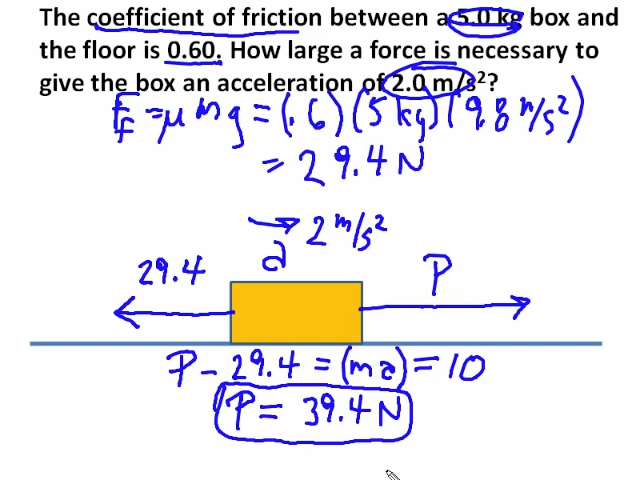 The coefficient of friction between a 5.0 kg box and
the floor is 0.60. How large a force is necessary to
give the box an acceleration of 2.0 m/s²?
F_F = μ m g = (.6) (5 kg) (9.8 m/s²)
= 29.4 N
→ 2 m/s²
a
29.4
P
P - 29.4 = (ma) = 10
P = 39.4 N